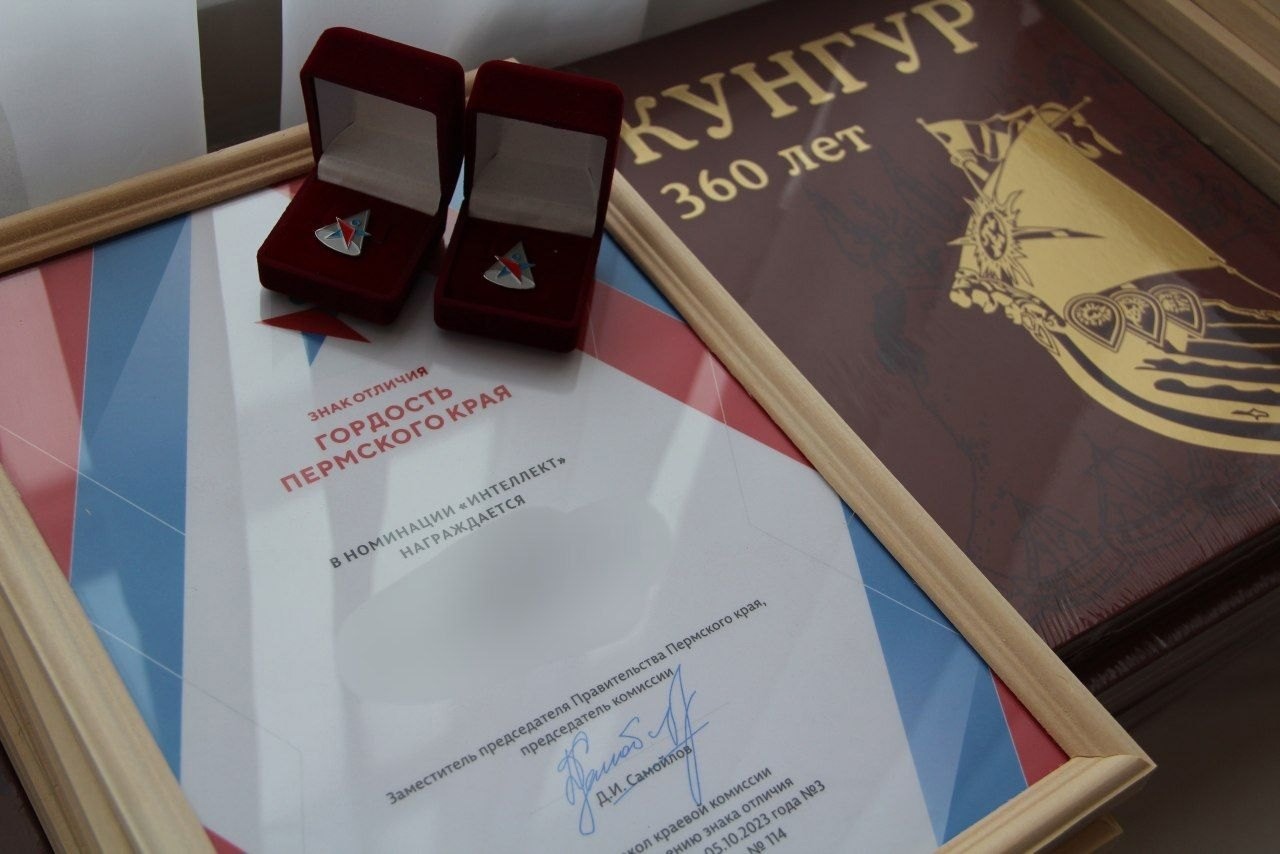 КУНГУР
360 лет
ЗНАК ОТЛИЧИЯ
ГОРДОСТЬ
ПЕРМСКОГО КРАЯ
В НОМИНАЦИИ «ИНТЕЛЛЕКТ»
НАГРАЖДАЕТСЯ
Заместитель председателя Правительства Пермского края,
председатель комиссии
Д.И. Самойлов
краевой комиссии
знака отличия
05.10.2023 года №3
№ 114